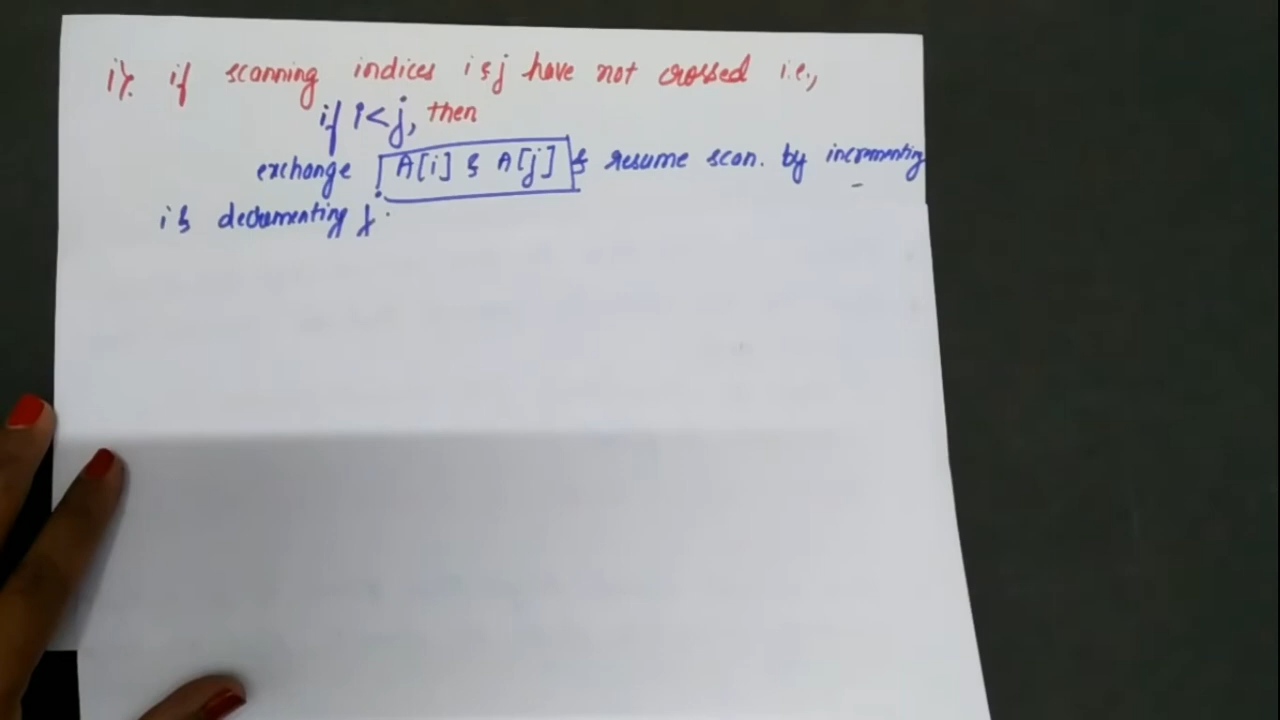 i). if scanning indices i & j have not crossed i.e.,
if i<j, then
exchange A[i] & A[j] & resume scan. by incrementing
i & decrementing j.